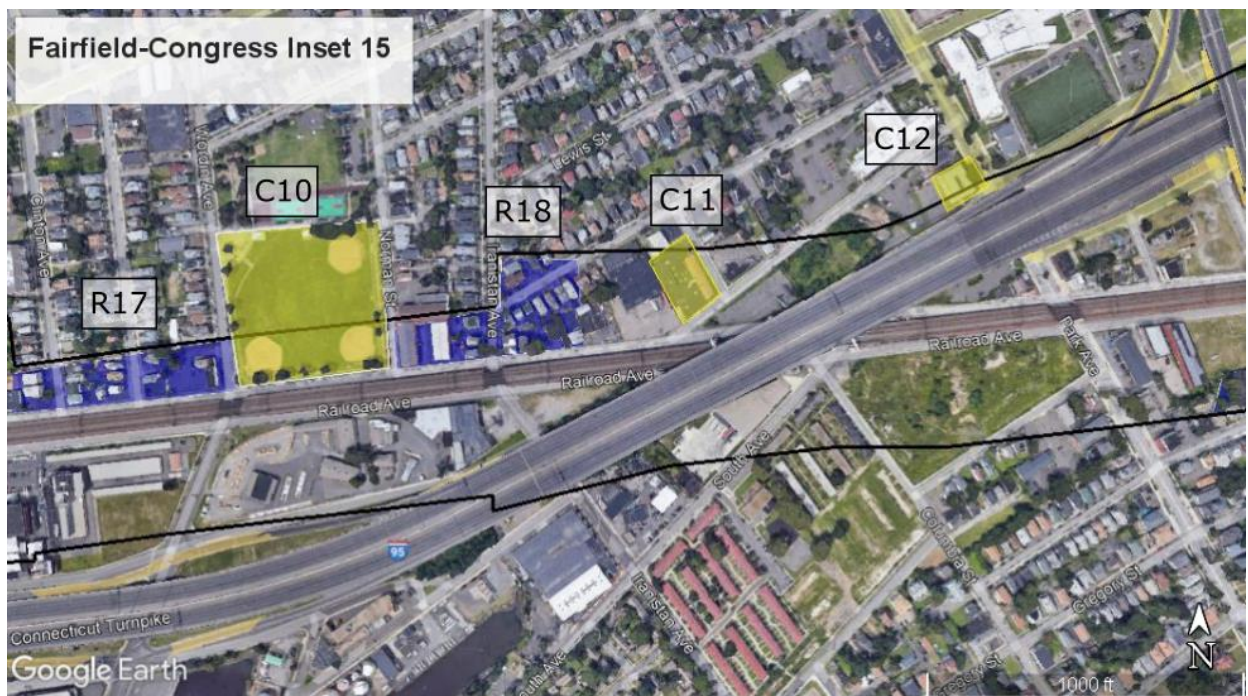 Fairfield-Congress Inset 15
C12
Lewis St
C10
C11
R18
Clinton Ave
Norman St
R17
Iranistan Ave
Railroad Ave
Railroad Ave
Park Ave
Railroad Ave
South Ave
95
Columbia St
Iranistan Ave
Gregory St
Connecticut Turnpike
N
South Ave
Gregory St
Google Earth
1000 ft